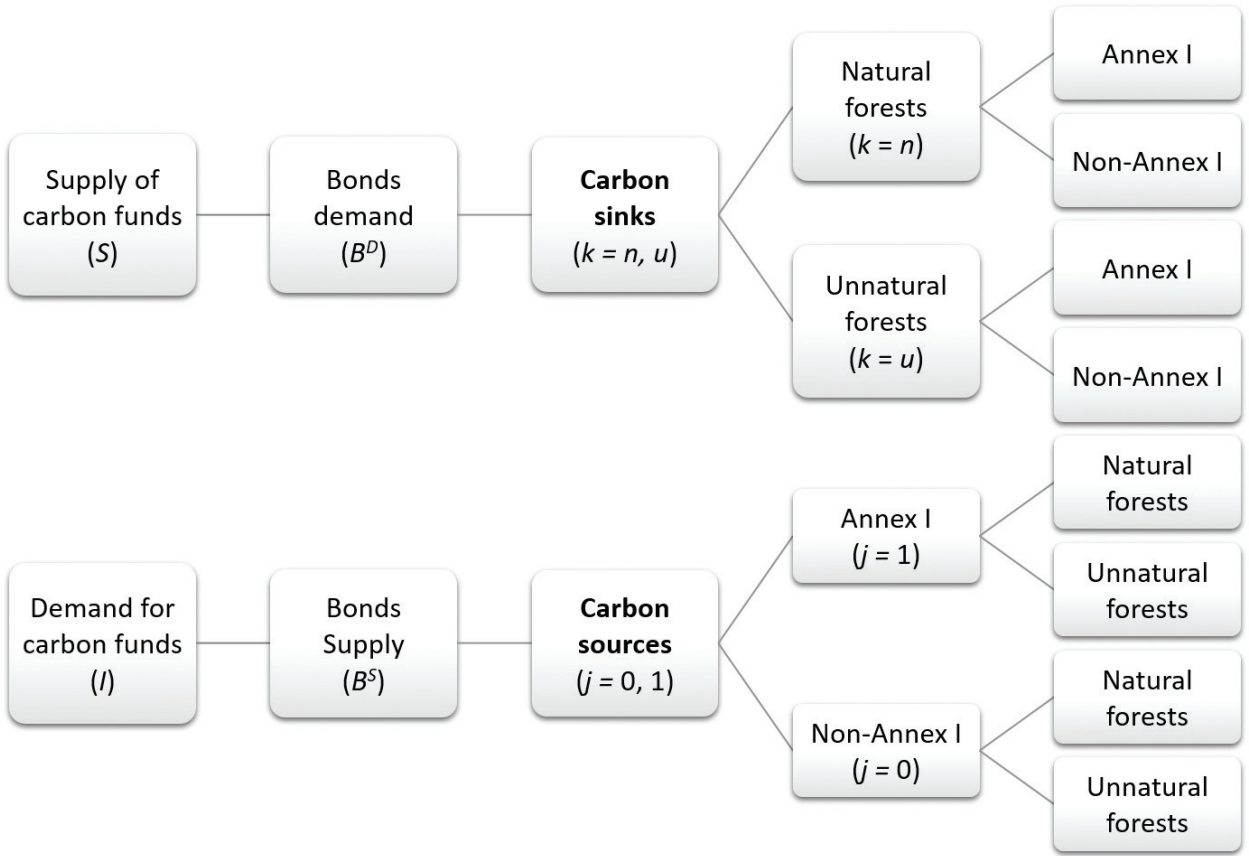 Supply of
carbon funds
(S)
Bonds
demand
(B^D)
Carbon
sinks
(k = n, u)
Natural
forests
(k = n)
Annex I
Non-Annex I
Unnatural
forests
(k = u)
Annex I
Non-Annex I
Demand for
carbon funds
(I)
Bonds
Supply
(B^S)
Carbon
sources
(j = 0, 1)
Annex I
(j = 1)
Natural
forests
Unnatural
forests
Non-Annex I
(j = 0)
Natural
forests
Unnatural
forests